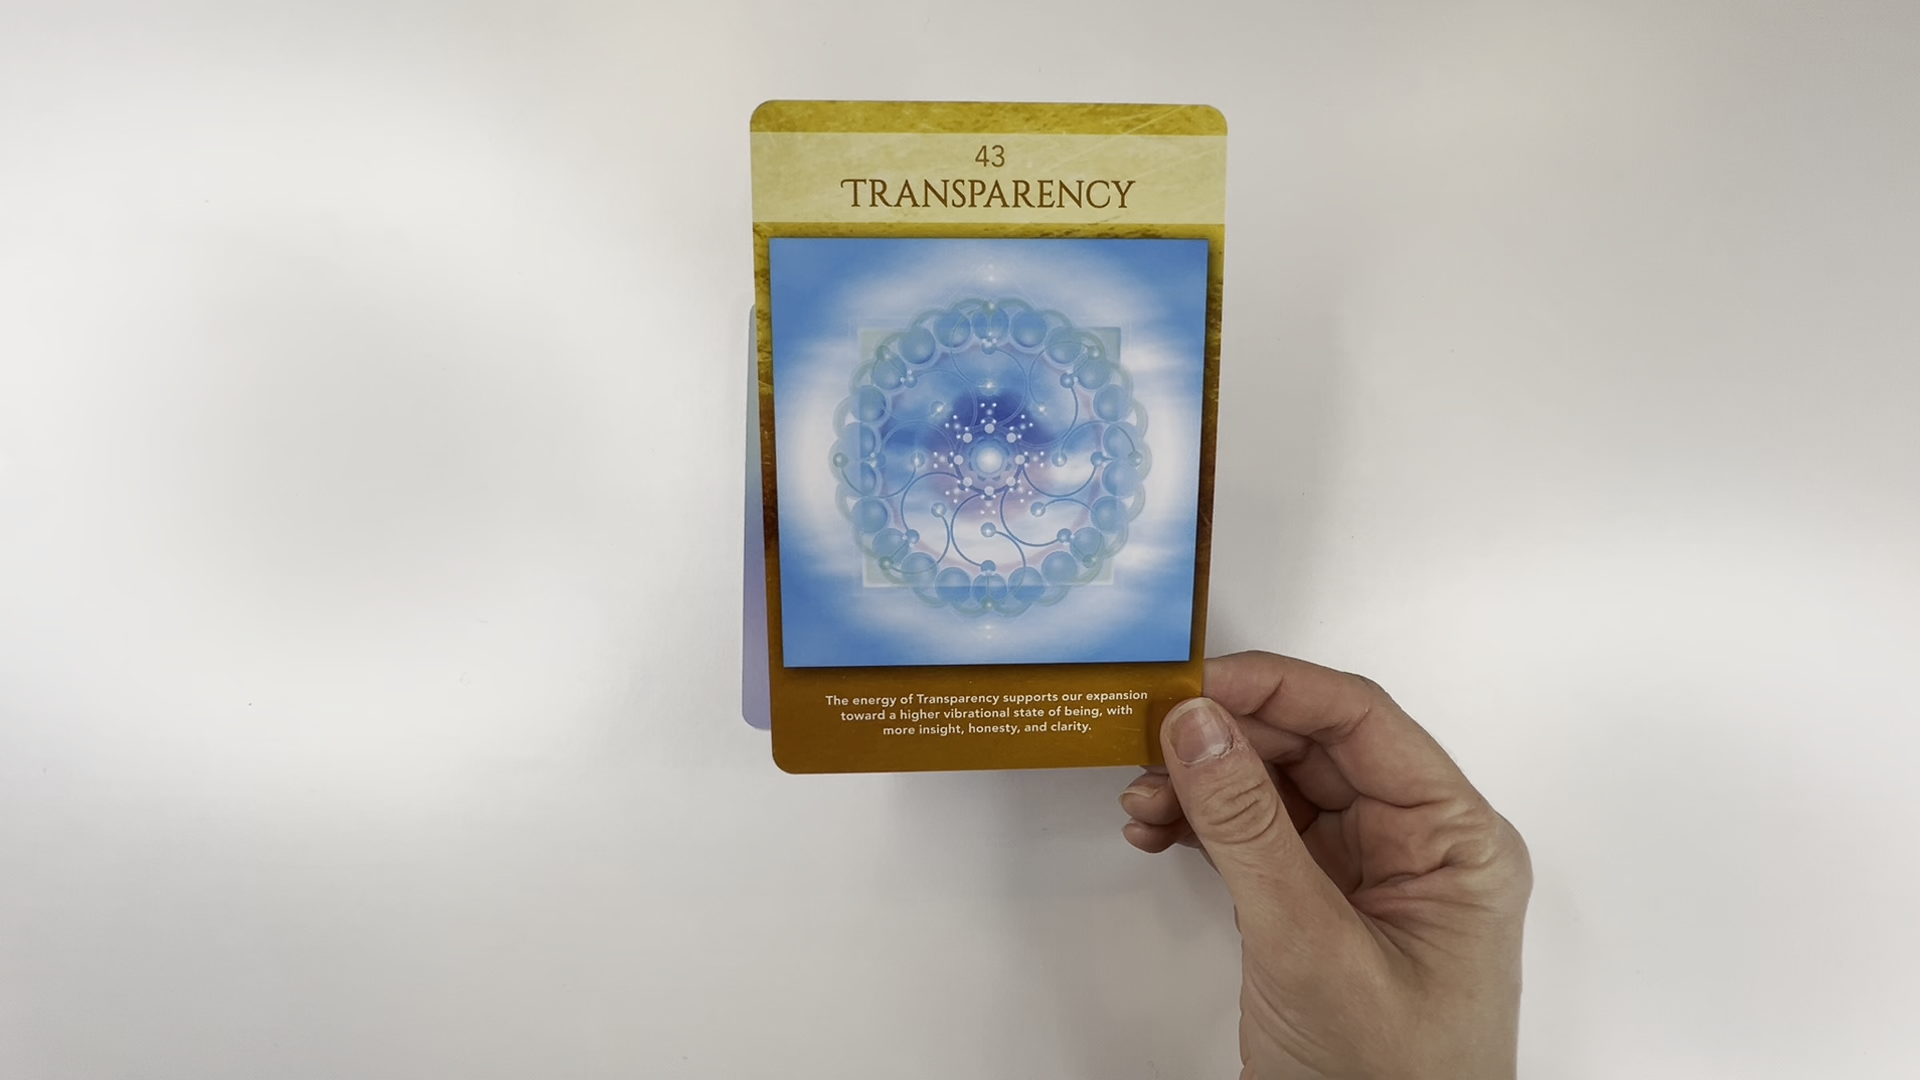 43
TRANSPARENCY
The energy of Transparency supports our expansion
toward a higher vibrational state of being, with
more insight, honesty, and clarity.